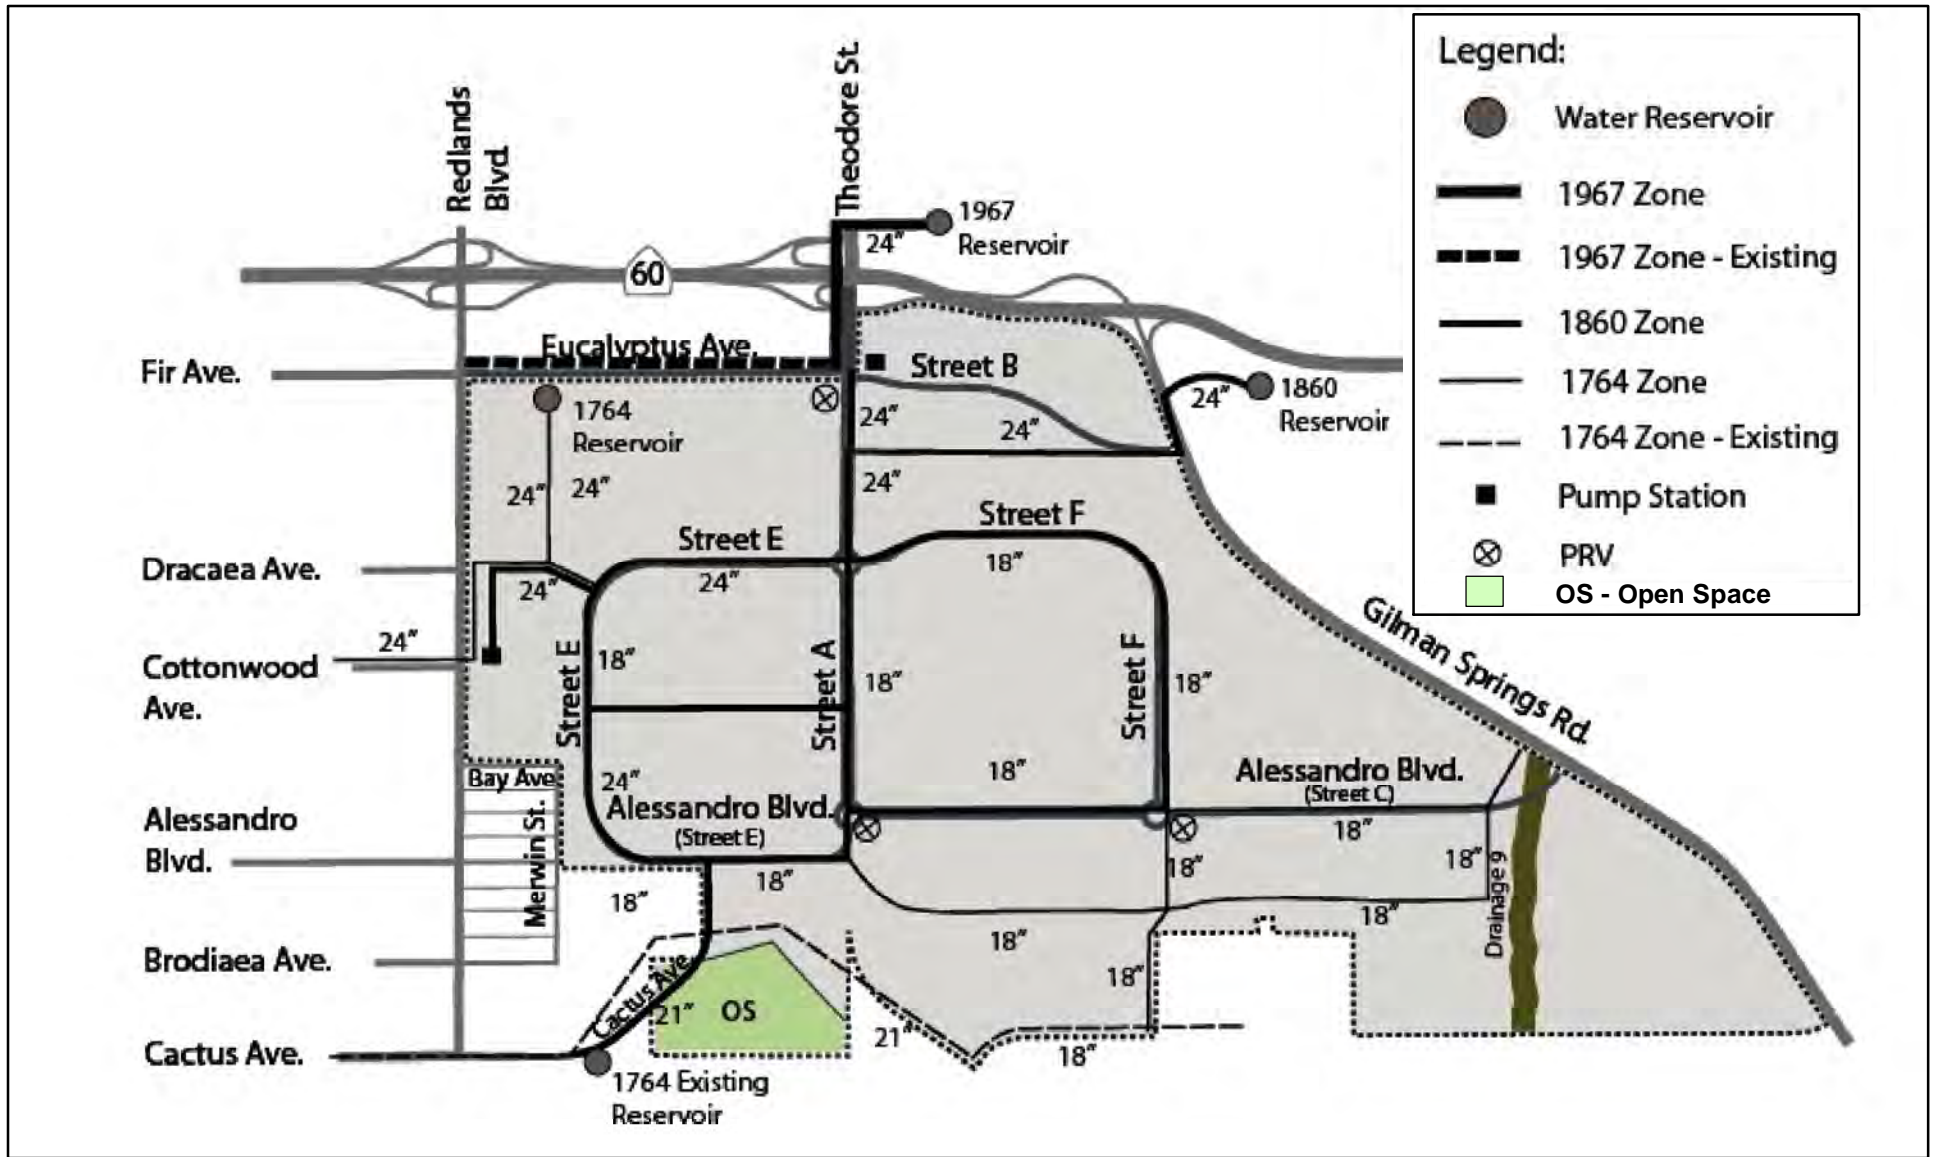 Legend:
Water Reservoir
1967 Zone
1967 Zone - Existing
1860 Zone
1764 Zone
1764 Zone - Existing
Pump Station
PRV
OS - Open Space
Redlands
Blvd.
Theodore St.
1967
Reservoir
24”
60
Eucalyptus Ave.
Fir Ave.
Street B
1860
Reservoir
24”
1764
Reservoir
24”
24”
24”
24”
24”
Street F
Street E
18”
24”
Dracaea Ave.
24”
24”
Cottonwood
Ave.
Street E
18”
Street A
18”
Street F
18”
Gilman Springs Rd.
Bay Ave
24”
18”
Alessandro Blvd.
(Street C)
Alessandro Blvd.
(Street E)
Merwin St.
Alessandro
Blvd.
18”
18”
18”
18”
18”
Drainage 9
18”
18”
Brodiaea Ave.
Cactus Ave.
18”
21”
OS
21”
18”
Cactus Ave.
1764 Existing
Reservoir